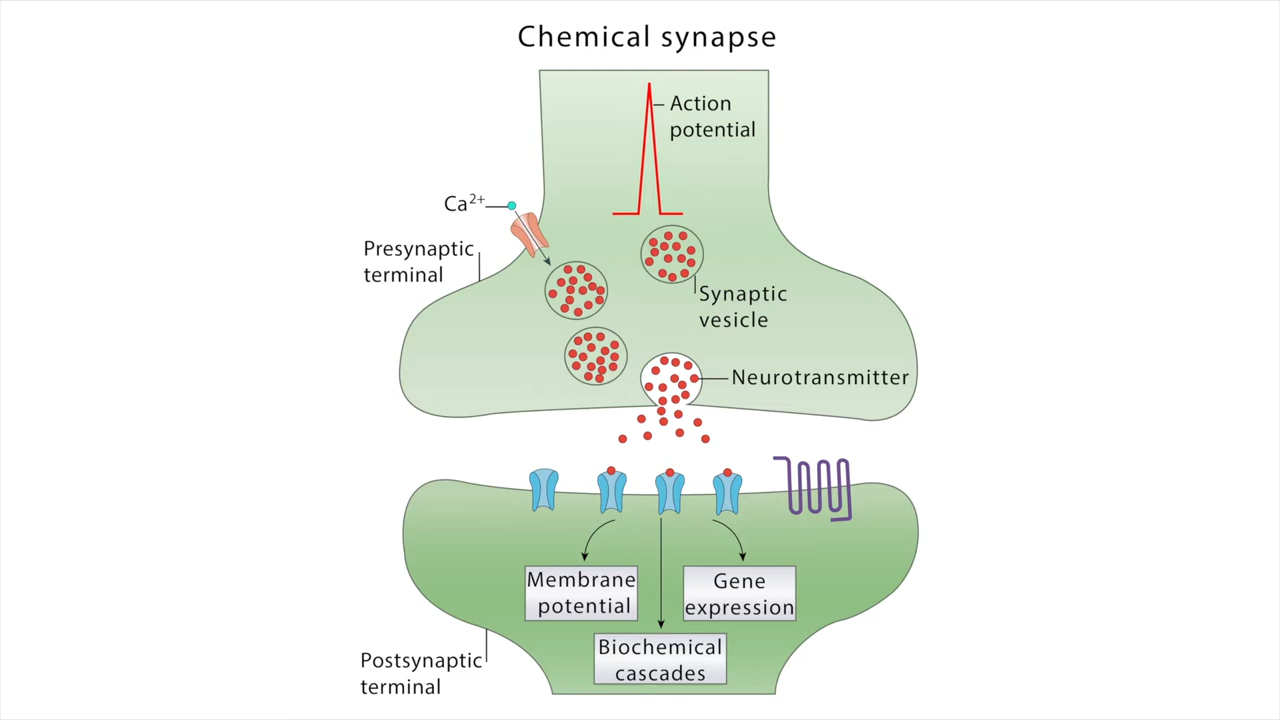 Chemical synapse
Action
potential
Ca²⁺
Presynaptic
terminal
Synaptic
vesicle
Neurotransmitter
Membrane
potential
Gene
expression
Biochemical
cascades
Postsynaptic
terminal